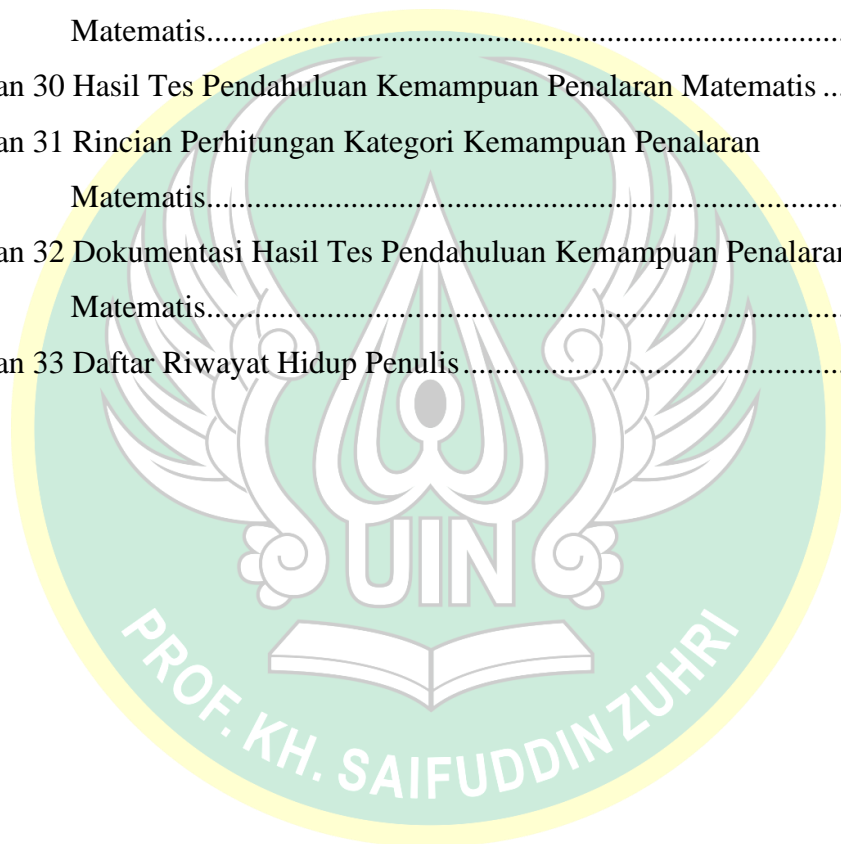 Matematis......................................................................................
an 30 Hasil Tes Pendahuluan Kemampuan Penalaran Matematis ...
an 31 Rincian Perhitungan Kategori Kemampuan Penalaran
Matematis......................................................................................
an 32 Dokumentasi Hasil Tes Pendahuluan Kemampuan Penalaran
Matematis......................................................................................
an 33 Daftar Riwayat Hidup Penulis......................................................
UIN
PROF. KH. SAIFUDDIN ZUHRI